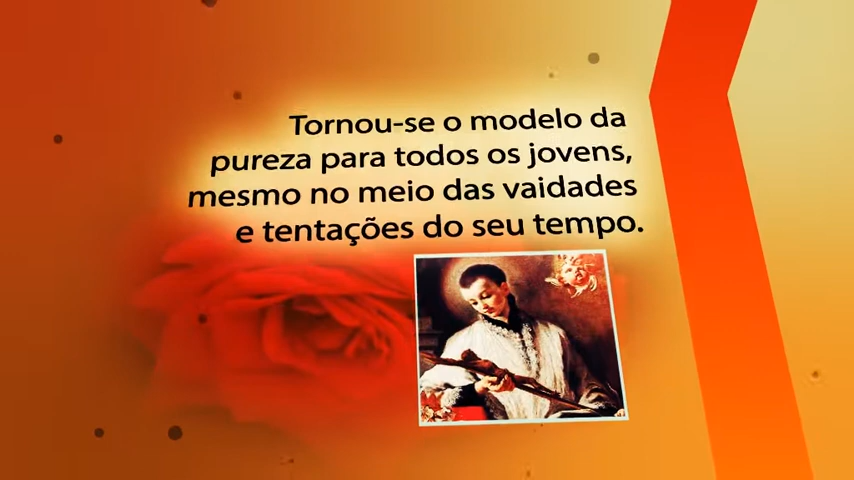 Tornou-se o modelo da
pureza para todos os jovens,
mesmo no meio das vaidades
e tentações do seu tempo.